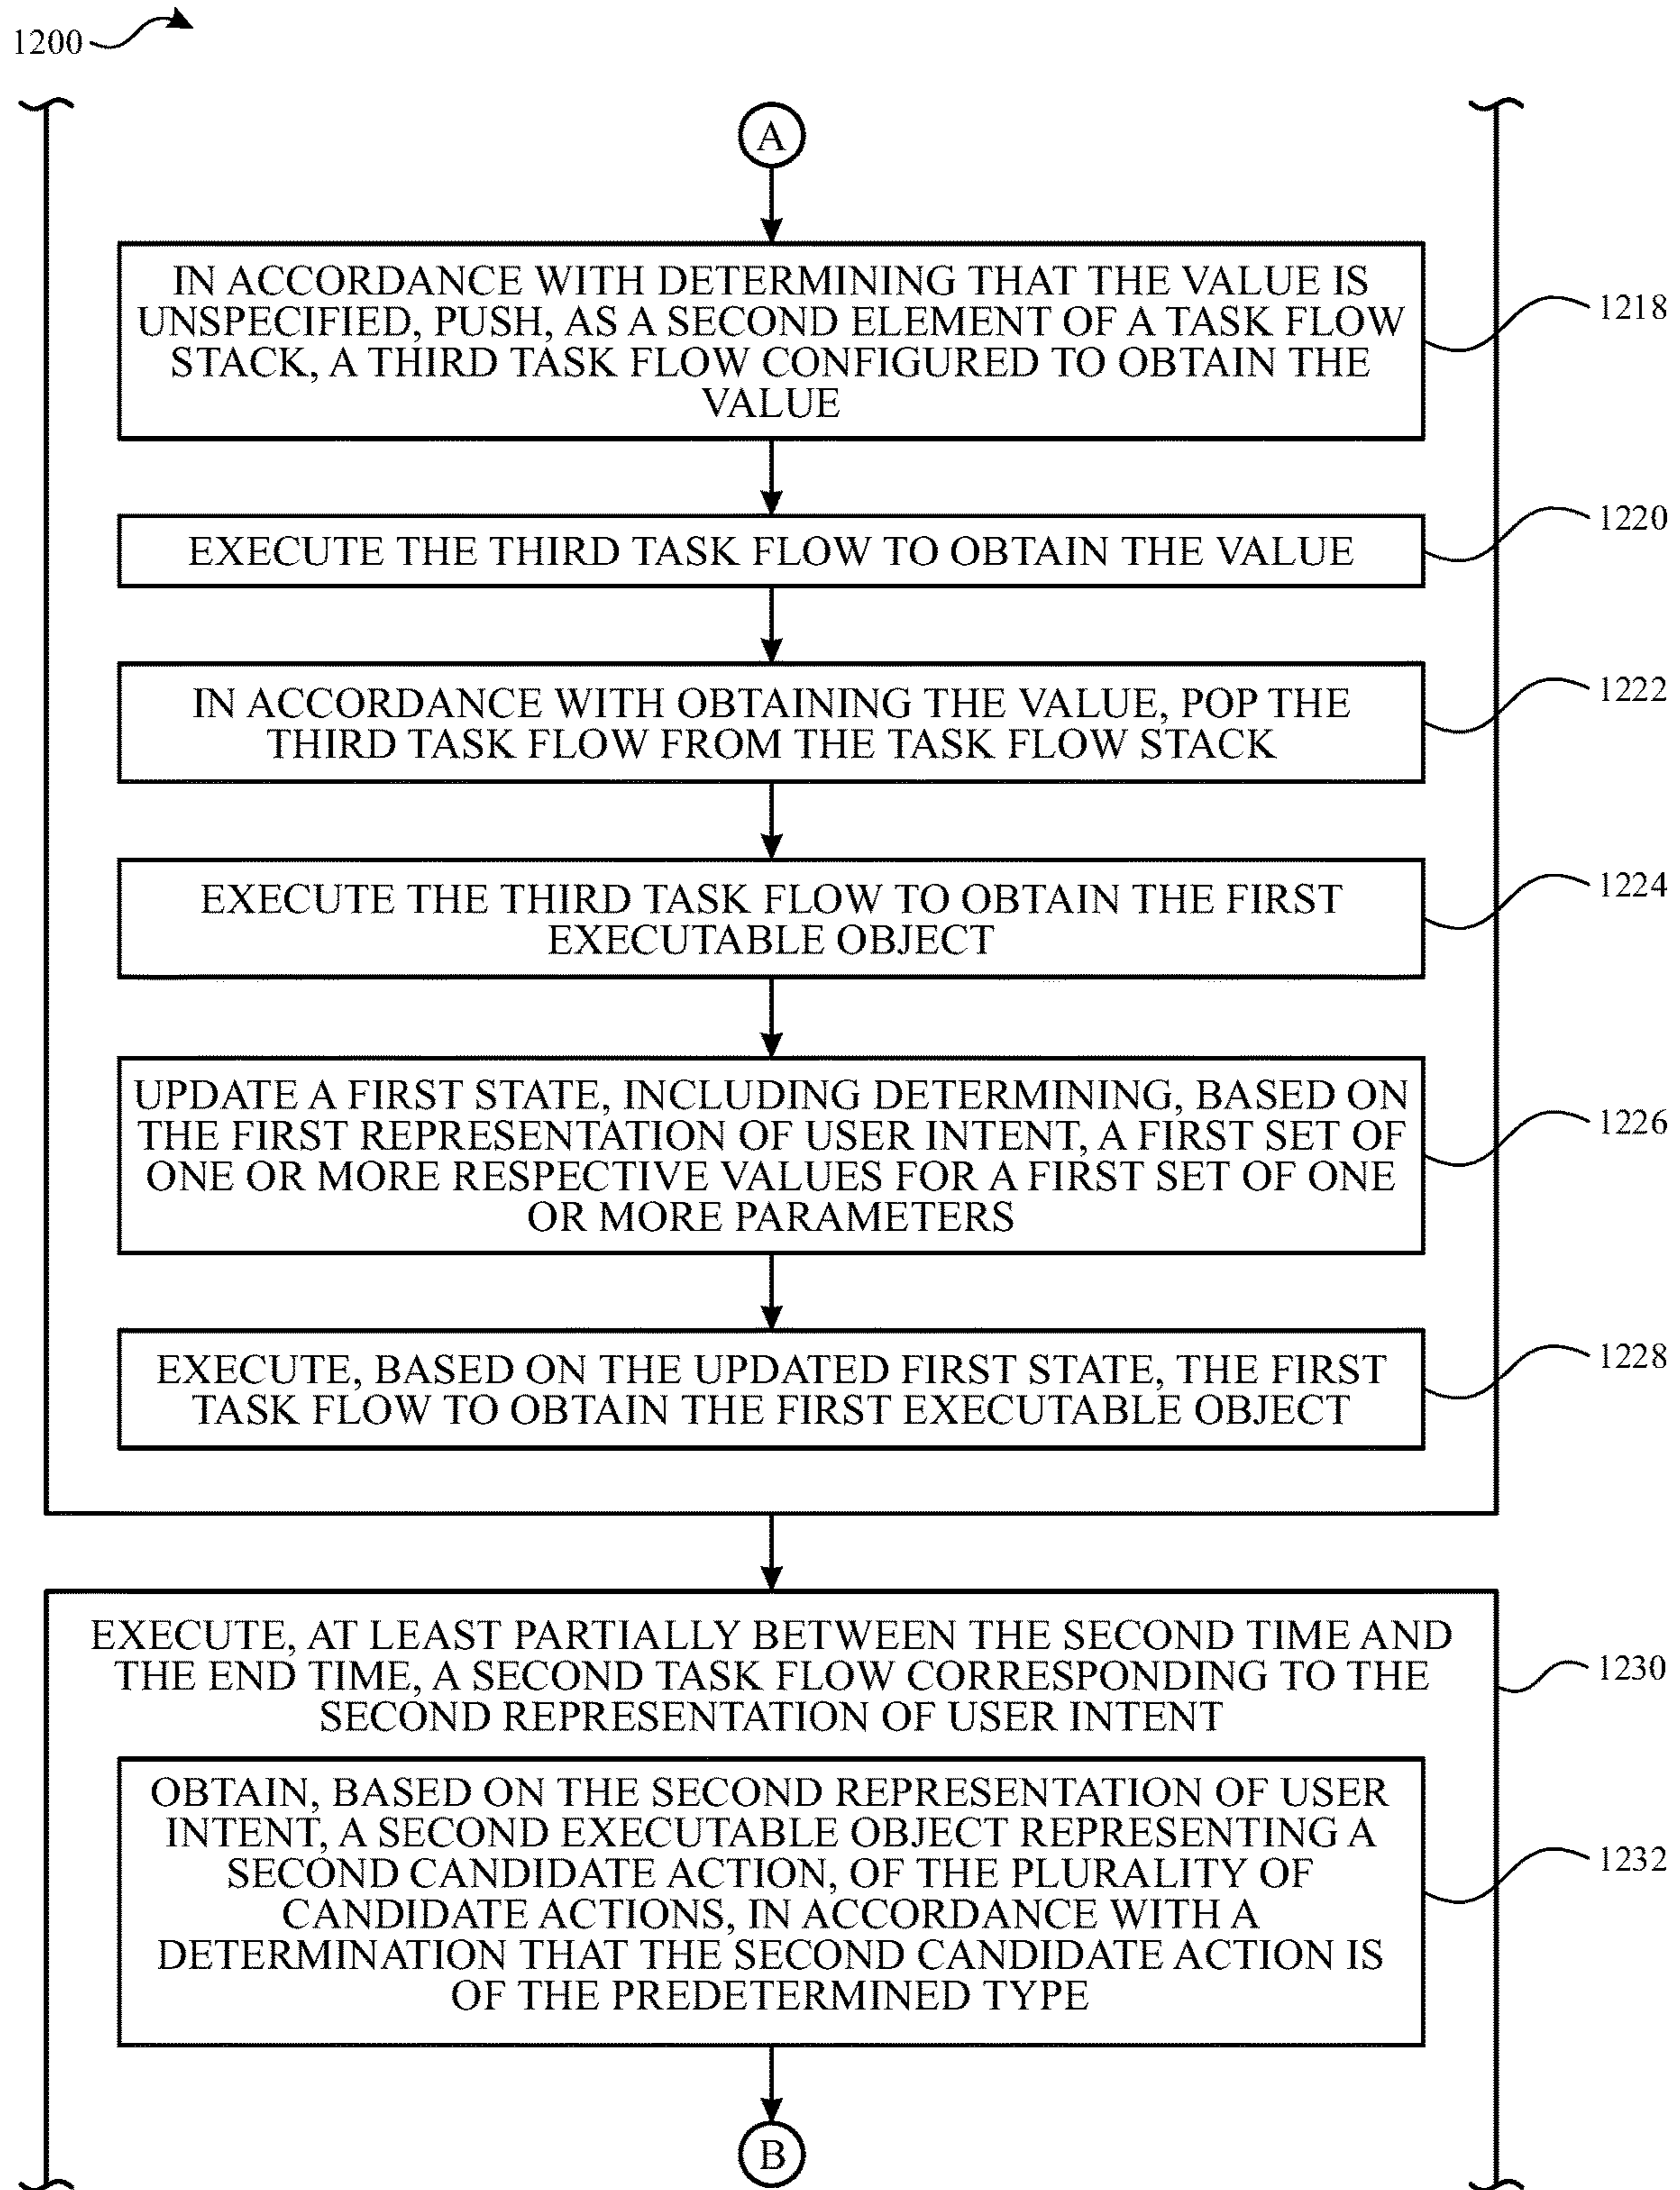 1200
A
IN ACCORDANCE WITH DETERMINING THAT THE VALUE IS
UNSPECIFIED, PUSH, AS A SECOND ELEMENT OF A TASK FLOW
STACK, A THIRD TASK FLOW CONFIGURED TO OBTAIN THE
VALUE
1218
EXECUTE THE THIRD TASK FLOW TO OBTAIN THE VALUE
1220
IN ACCORDANCE WITH OBTAINING THE VALUE, POP THE
THIRD TASK FLOW FROM THE TASK FLOW STACK
1222
EXECUTE THE THIRD TASK FLOW TO OBTAIN THE FIRST
EXECUTABLE OBJECT
1224
UPDATE A FIRST STATE, INCLUDING DETERMINING, BASED ON
THE FIRST REPRESENTATION OF USER INTENT, A FIRST SET OF
ONE OR MORE RESPECTIVE VALUES FOR A FIRST SET OF ONE
OR MORE PARAMETERS
1226
EXECUTE, BASED ON THE UPDATED FIRST STATE, THE FIRST
TASK FLOW TO OBTAIN THE FIRST EXECUTABLE OBJECT
1228
EXECUTE, AT LEAST PARTIALLY BETWEEN THE SECOND TIME AND
THE END TIME, A SECOND TASK FLOW CORRESPONDING TO THE
SECOND REPRESENTATION OF USER INTENT
1230
OBTAIN, BASED ON THE SECOND REPRESENTATION OF USER
INTENT, A SECOND EXECUTABLE OBJECT REPRESENTING A
SECOND CANDIDATE ACTION, OF THE PLURALITY OF
CANDIDATE ACTIONS, IN ACCORDANCE WITH A
DETERMINATION THAT THE SECOND CANDIDATE ACTION IS
OF THE PREDETERMINED TYPE
1232
B